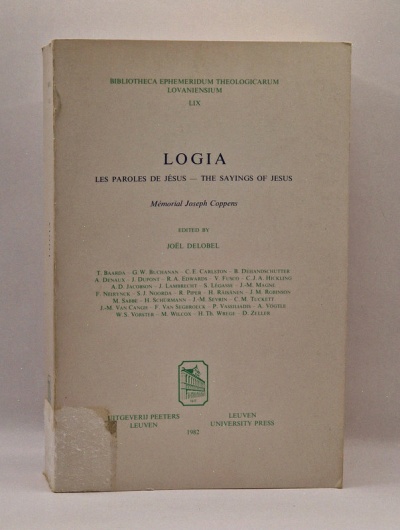 BIBLIOTHECA EPHEMERIDUM THEOLOGICARUM
LOVANIENSIUM
LIX
LOGIA
LES PAROLES DE JÉSUS — THE SAYINGS OF JESUS
Mémorial Joseph Coppens
EDITED BY
JOËL DELOBEL
T. BAARDA - G.W. BUCHANAN - C.E. CARLSTON - B. DEHANDSCHUTTER
A. DENAUX - J. DUPONT - R.A. EDWARDS - V. FUSCO - C.J.A. HICKLING
A.D. JACOBSON - J. LAMBRECHT - S. LÉGASSE - J.-M. MAGNE
F. NEIRYNCK - S.J. NOORDA - R. PIPER - H. RÄISÄNEN - J.M. ROBINSON
M. SABBE - H. SCHÜRMANN - J.-M. SEVRIN - C.M. TUCKETT
J.-M. VAN CANGH - F. VAN SEGBROECK - P. VASSILIADIS - A. VÖGTLE
W.S. VORSTER - M. WILCOX - H. TH. WREGE - D. ZELLER
UITGEVERIJ PEETERS
LEUVEN
LEUVEN
UNIVERSITY PRESS
1982